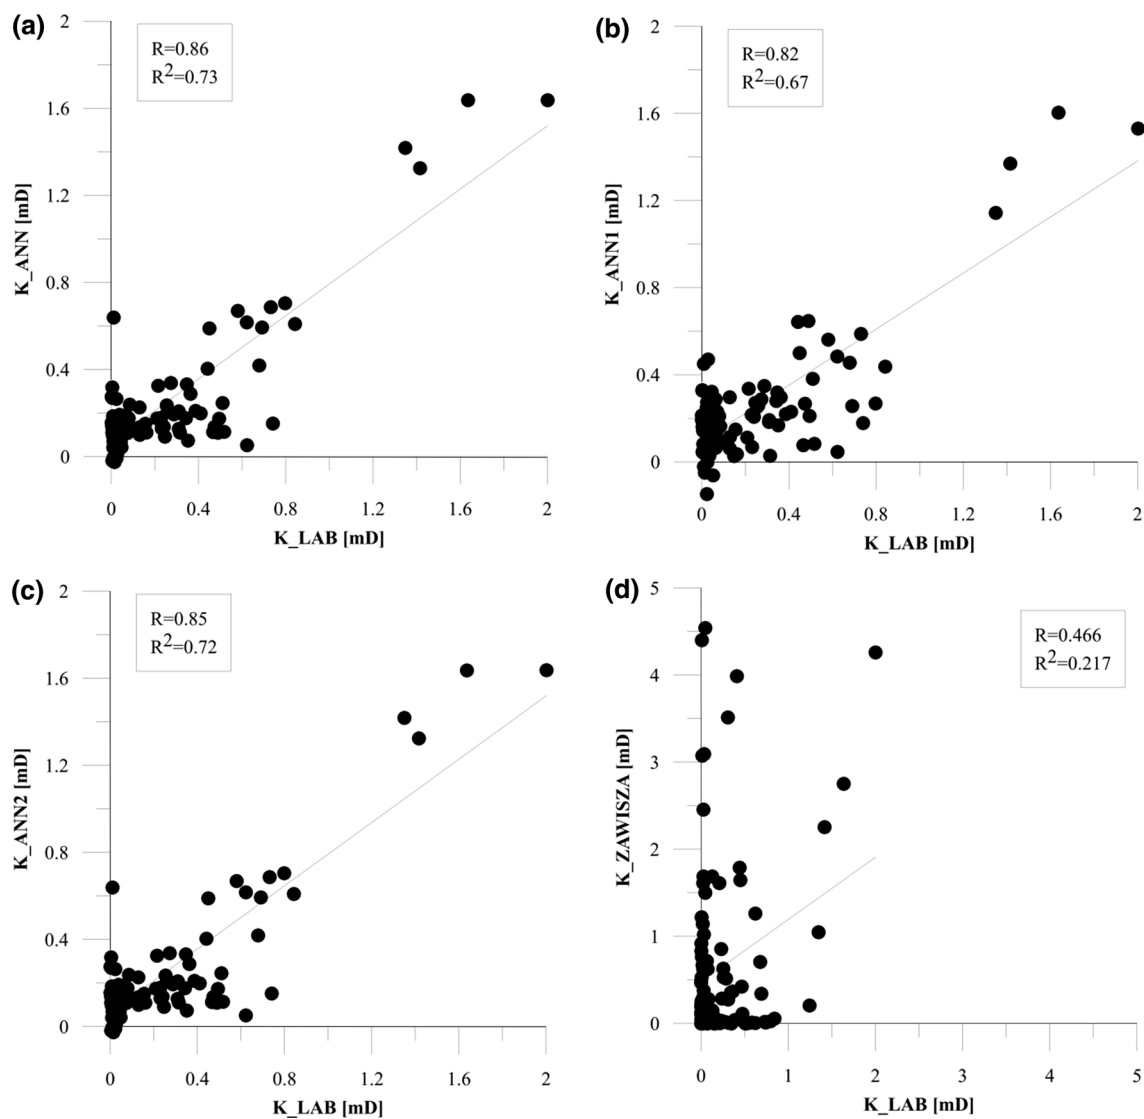 (a)
R=0.86
R2=0.73
2
1.6
1.2
0.8
0.4
0
K_ANN [mD]
0 0.4 0.8 1.2 1.6 2
K_LAB [mD]
(b)
R=0.82
R2=0.67
2
1.6
1.2
0.8
0.4
0
K_ANN1 [mD]
0 0.4 0.8 1.2 1.6 2
K_LAB [mD]
(c)
R=0.85
R2=0.72
2
1.6
1.2
0.8
0.4
0
K_ANN2 [mD]
0 0.4 0.8 1.2 1.6 2
K_LAB [mD]
(d)
R=0.466
R2=0.217
5
4
3
2
1
0
K_ZAWISZA [mD]
0 1 2 3 4 5
K_LAB [mD]